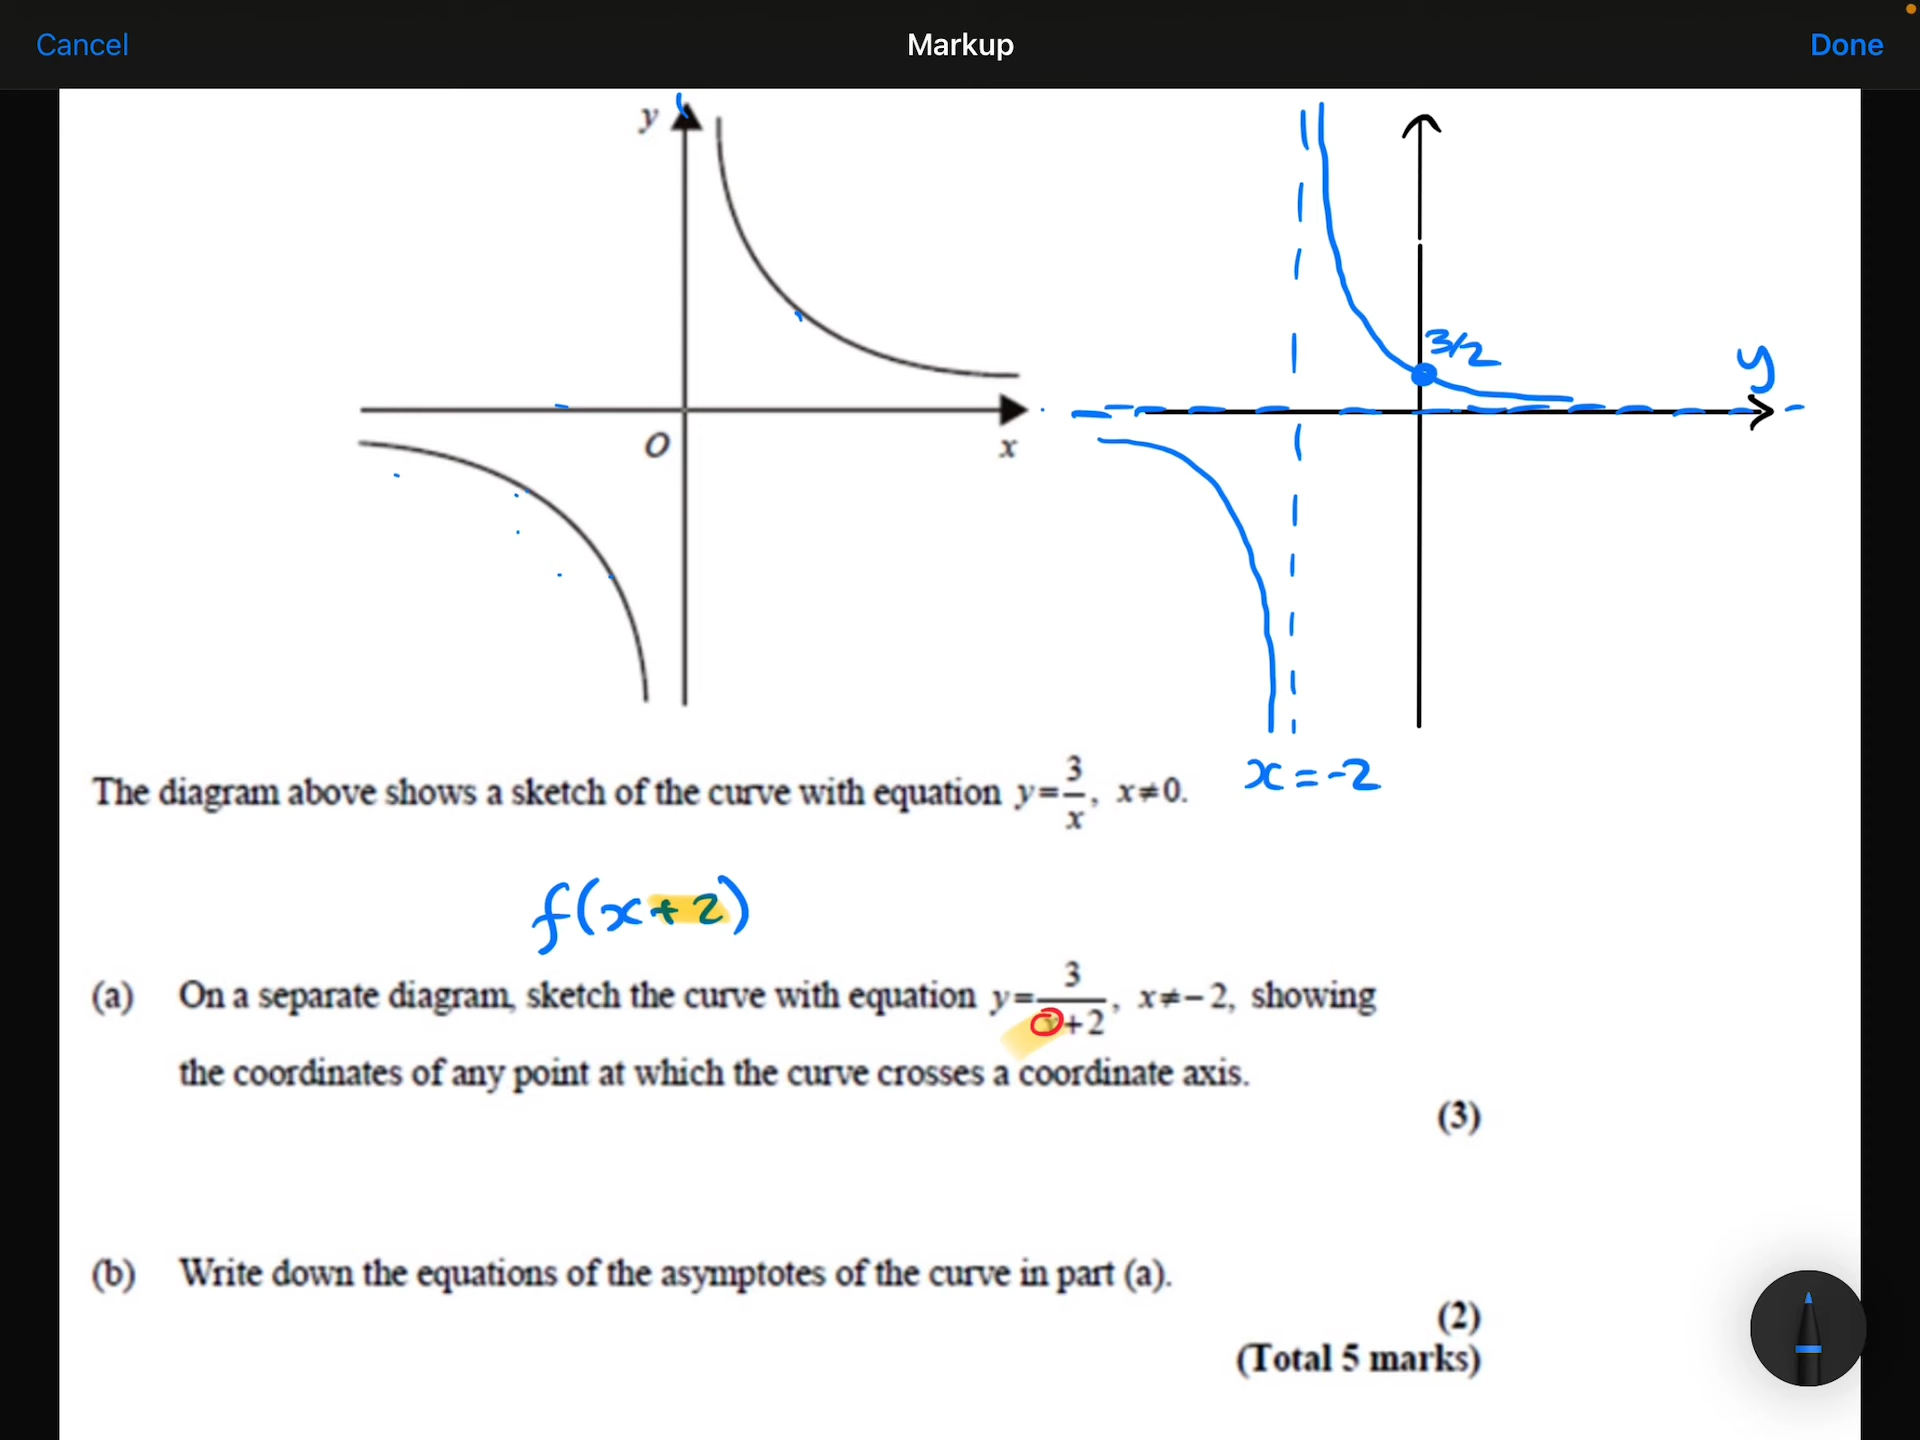 Cancel
Markup
Done
y
O
x
3/2
y
The diagram above shows a sketch of the curve with equation y=3/x, x≠0.
x=-2
f(x+2)
(a) On a separate diagram, sketch the curve with equation y=3/(0+2), x≠-2, showing
the coordinates of any point at which the curve crosses a coordinate axis.
(3)
(b) Write down the equations of the asymptotes of the curve in part (a).
(2)
(Total 5 marks)